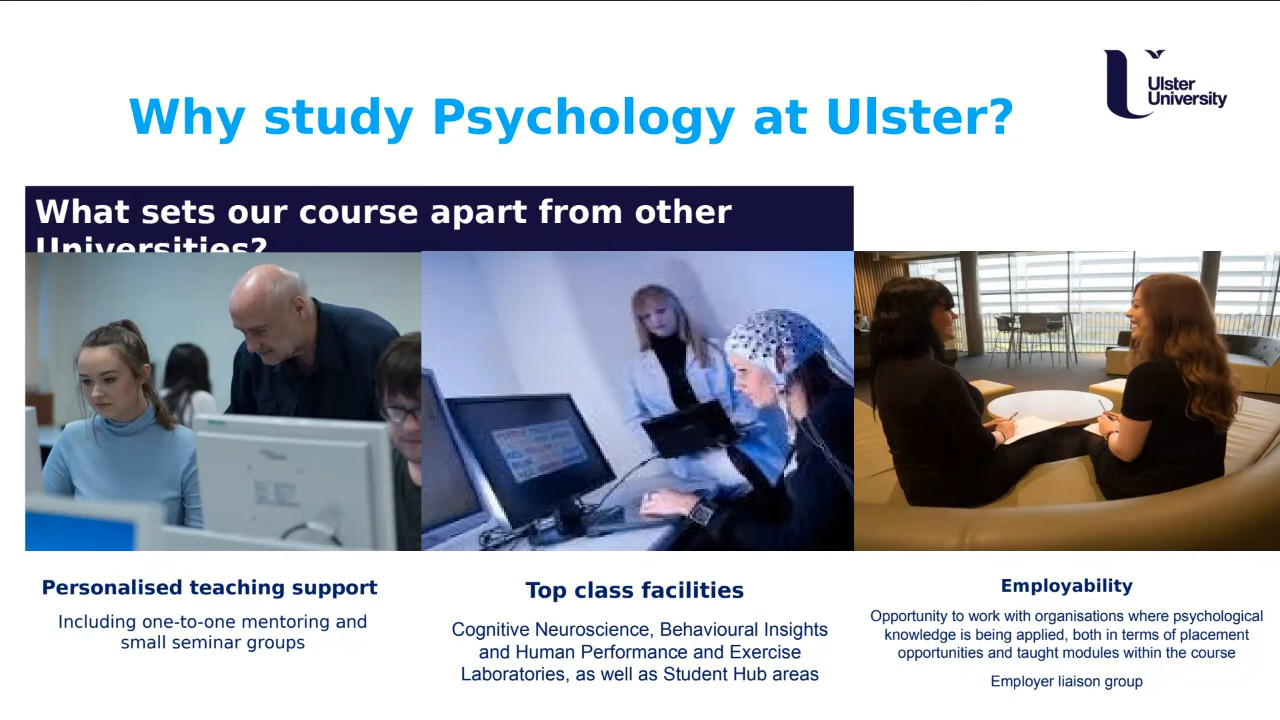 Ulster
University
Why study Psychology at Ulster?
What sets our course apart from other
Universities?
Personalised teaching support
Including one-to-one mentoring and
small seminar groups
Top class facilities
Cognitive Neuroscience, Behavioural Insights
and Human Performance and Exercise
Laboratories, as well as Student Hub areas
Employability
Opportunity to work with organisations where psychological
knowledge is being applied, both in terms of placement
opportunities and taught modules within the course
Employer liaison group